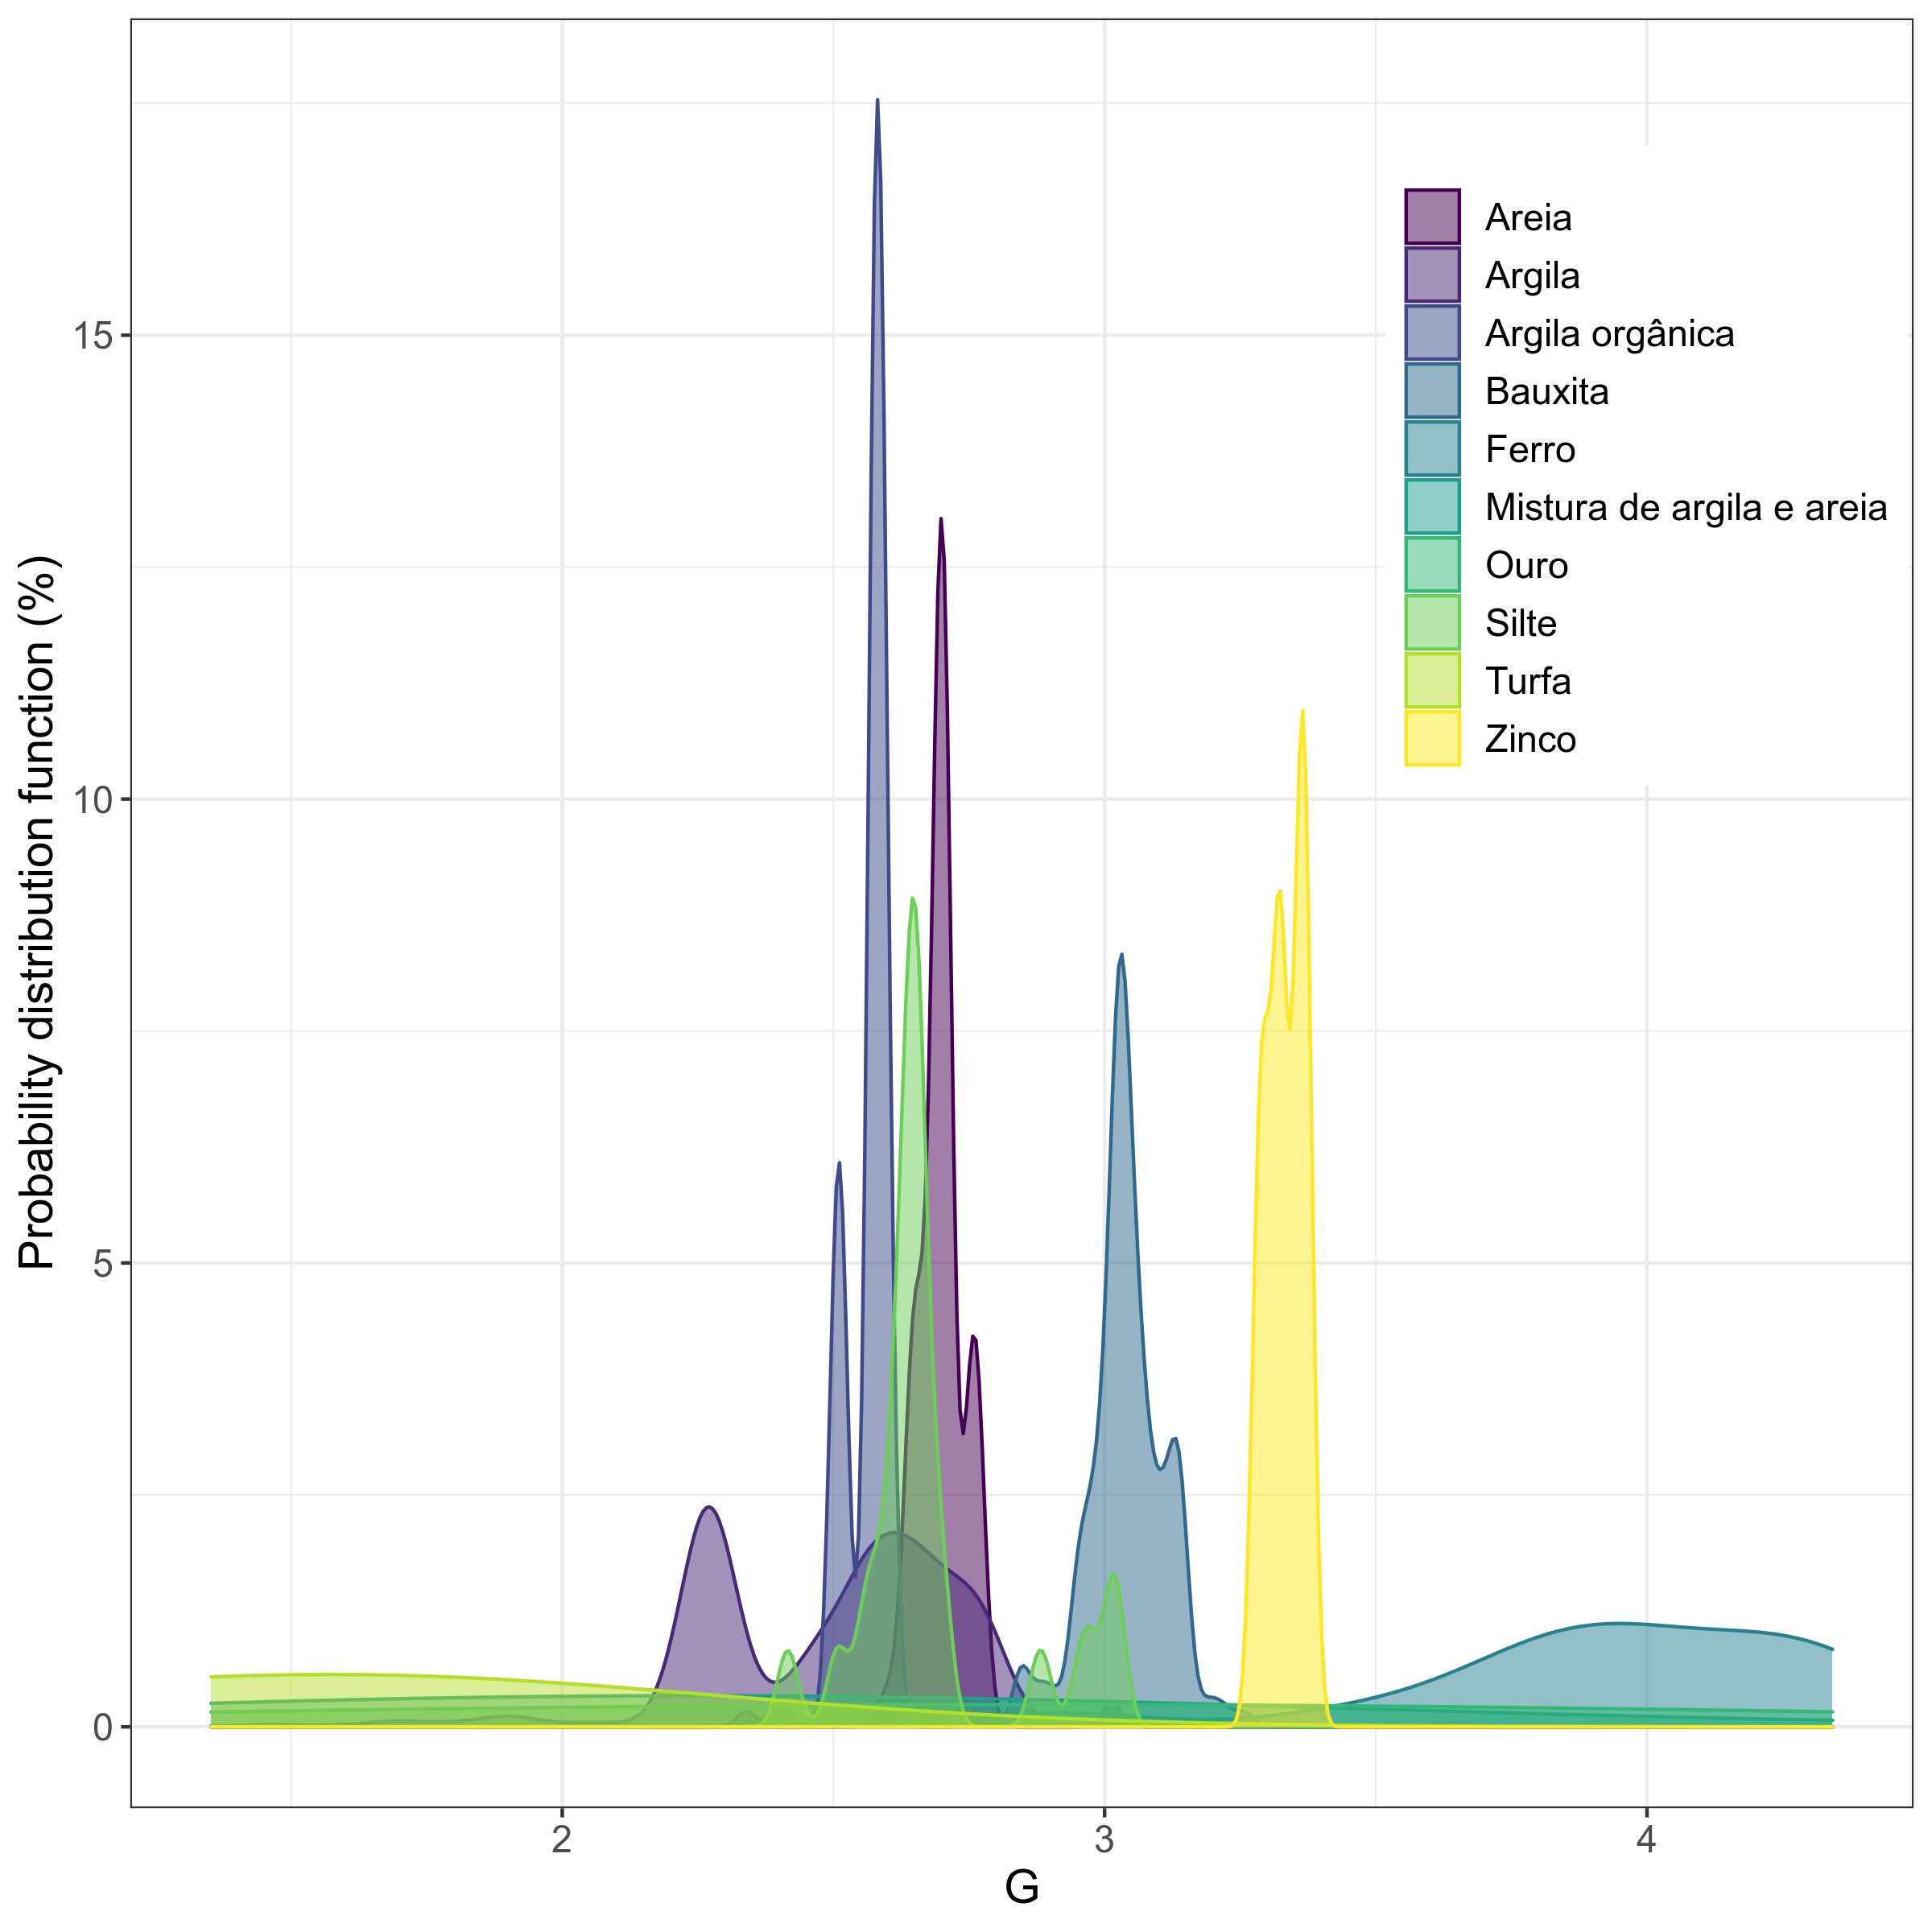 Probability distribution function (%)
15
10
5
0
2
3
4
G
Areia
Argila
Argila orgânica
Bauxita
Ferro
Mistura de argila e areia
Ouro
Silte
Turfa
Zinco